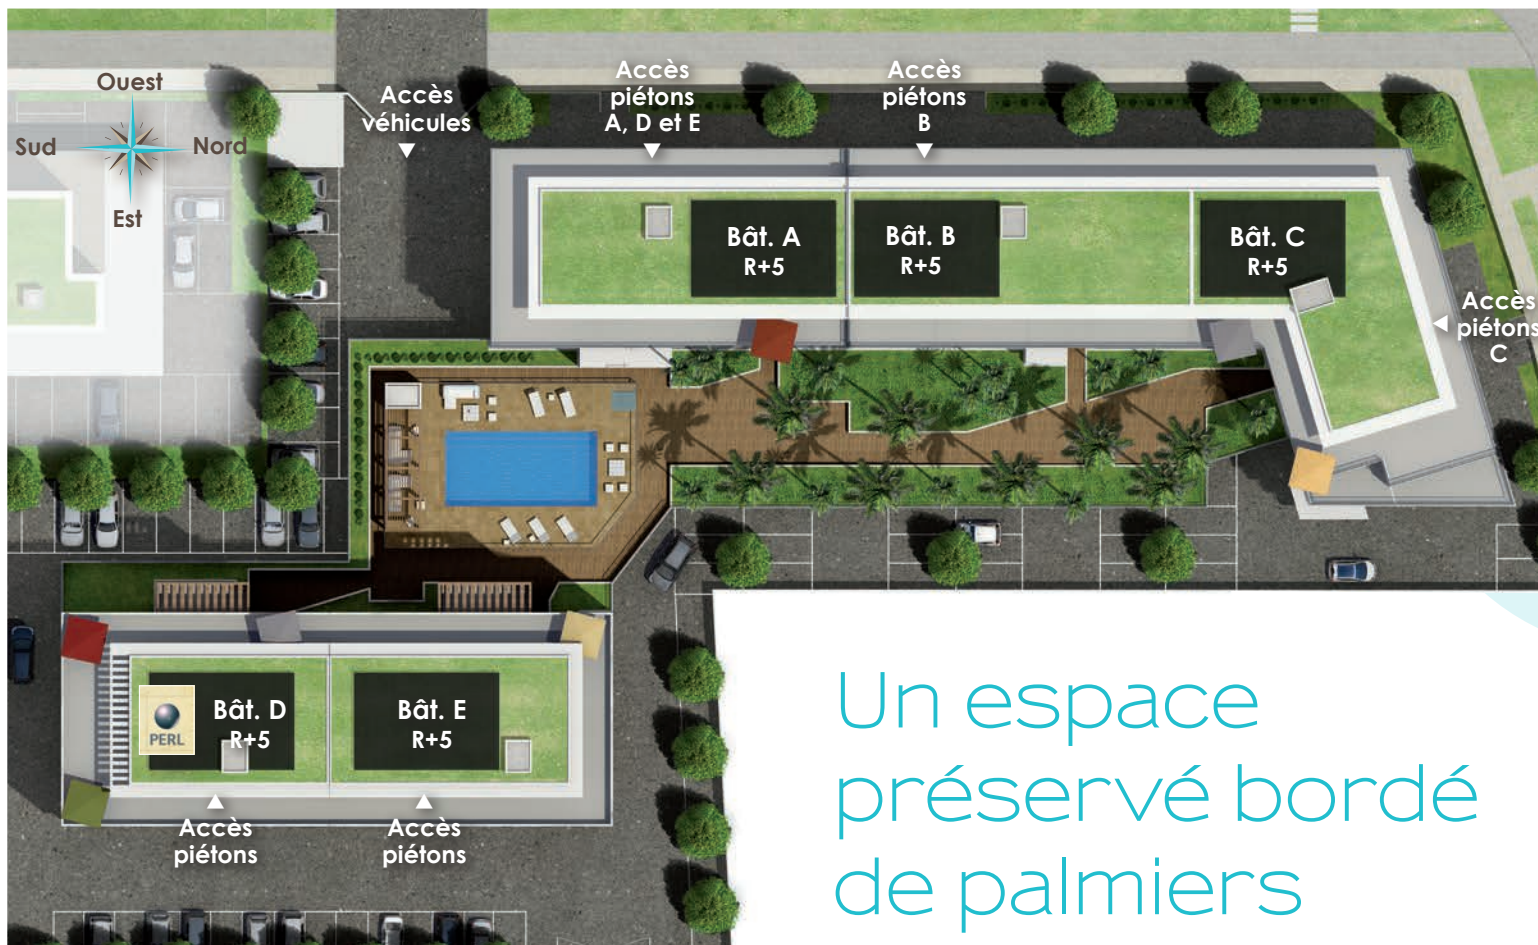 Ouest
Sud
Nord
Est
Accès
véhicules
Accès
piétons
A, D et E
Accès
piétons
B
Bât. A
R+5
Bât. B
R+5
Bât. C
R+5
Accès
piétons
C
PERL
Bât. D
R+5
Bât. E
R+5
Accès
piétons
Accès
piétons
Un espace
préservé bordé
de palmiers